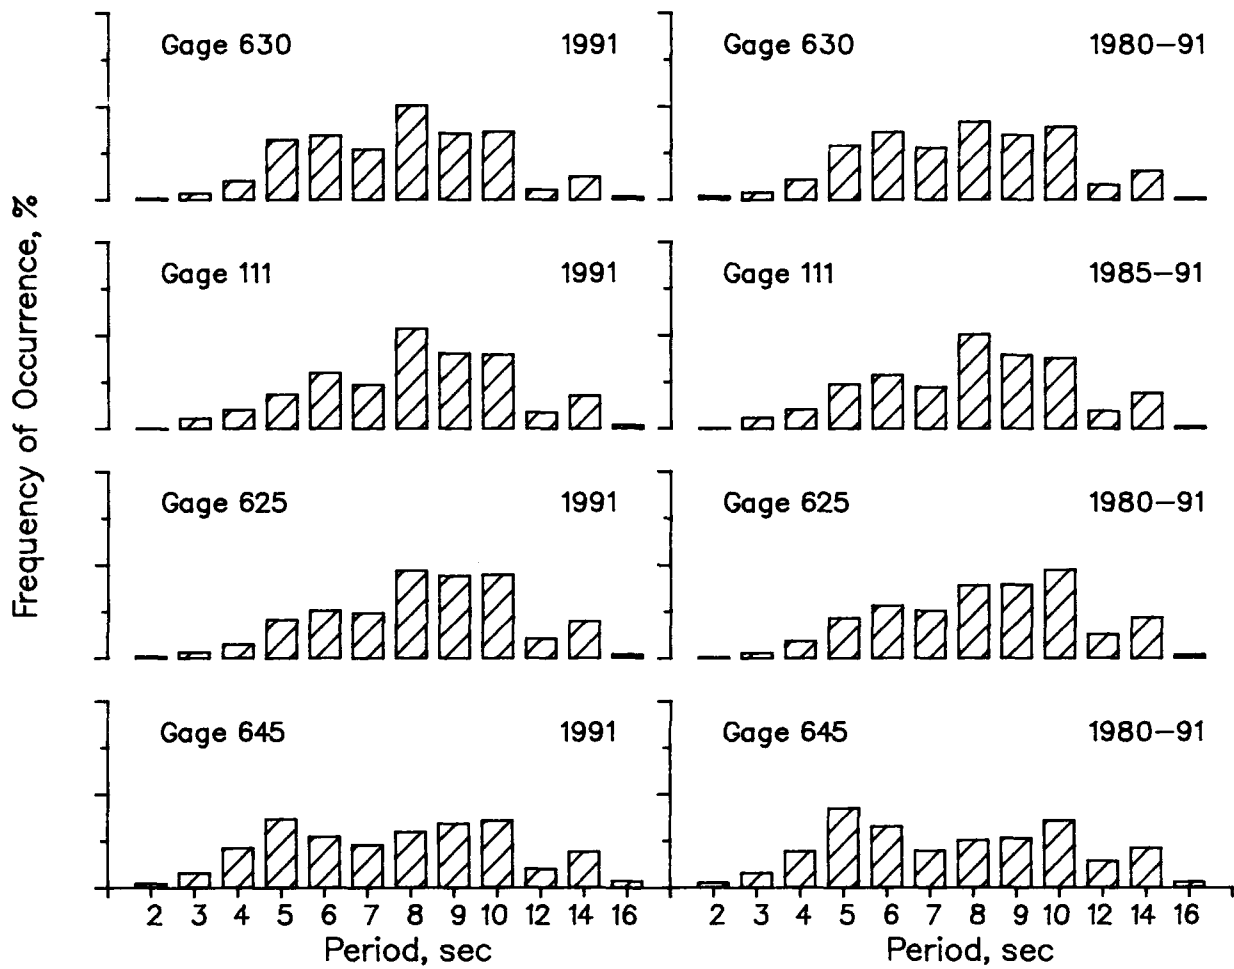 Frequency of Occurrence, %
Gage 630 1991
Gage 630 1980-91
Gage 111 1991
Gage 111 1985-91
Gage 625 1991
Gage 625 1980-91
Gage 645 1991
Gage 645 1980-91
2 3 4 5 6 7 8 9 10 12 14 16
2 3 4 5 6 7 8 9 10 12 14 16
Period, sec
Period, sec